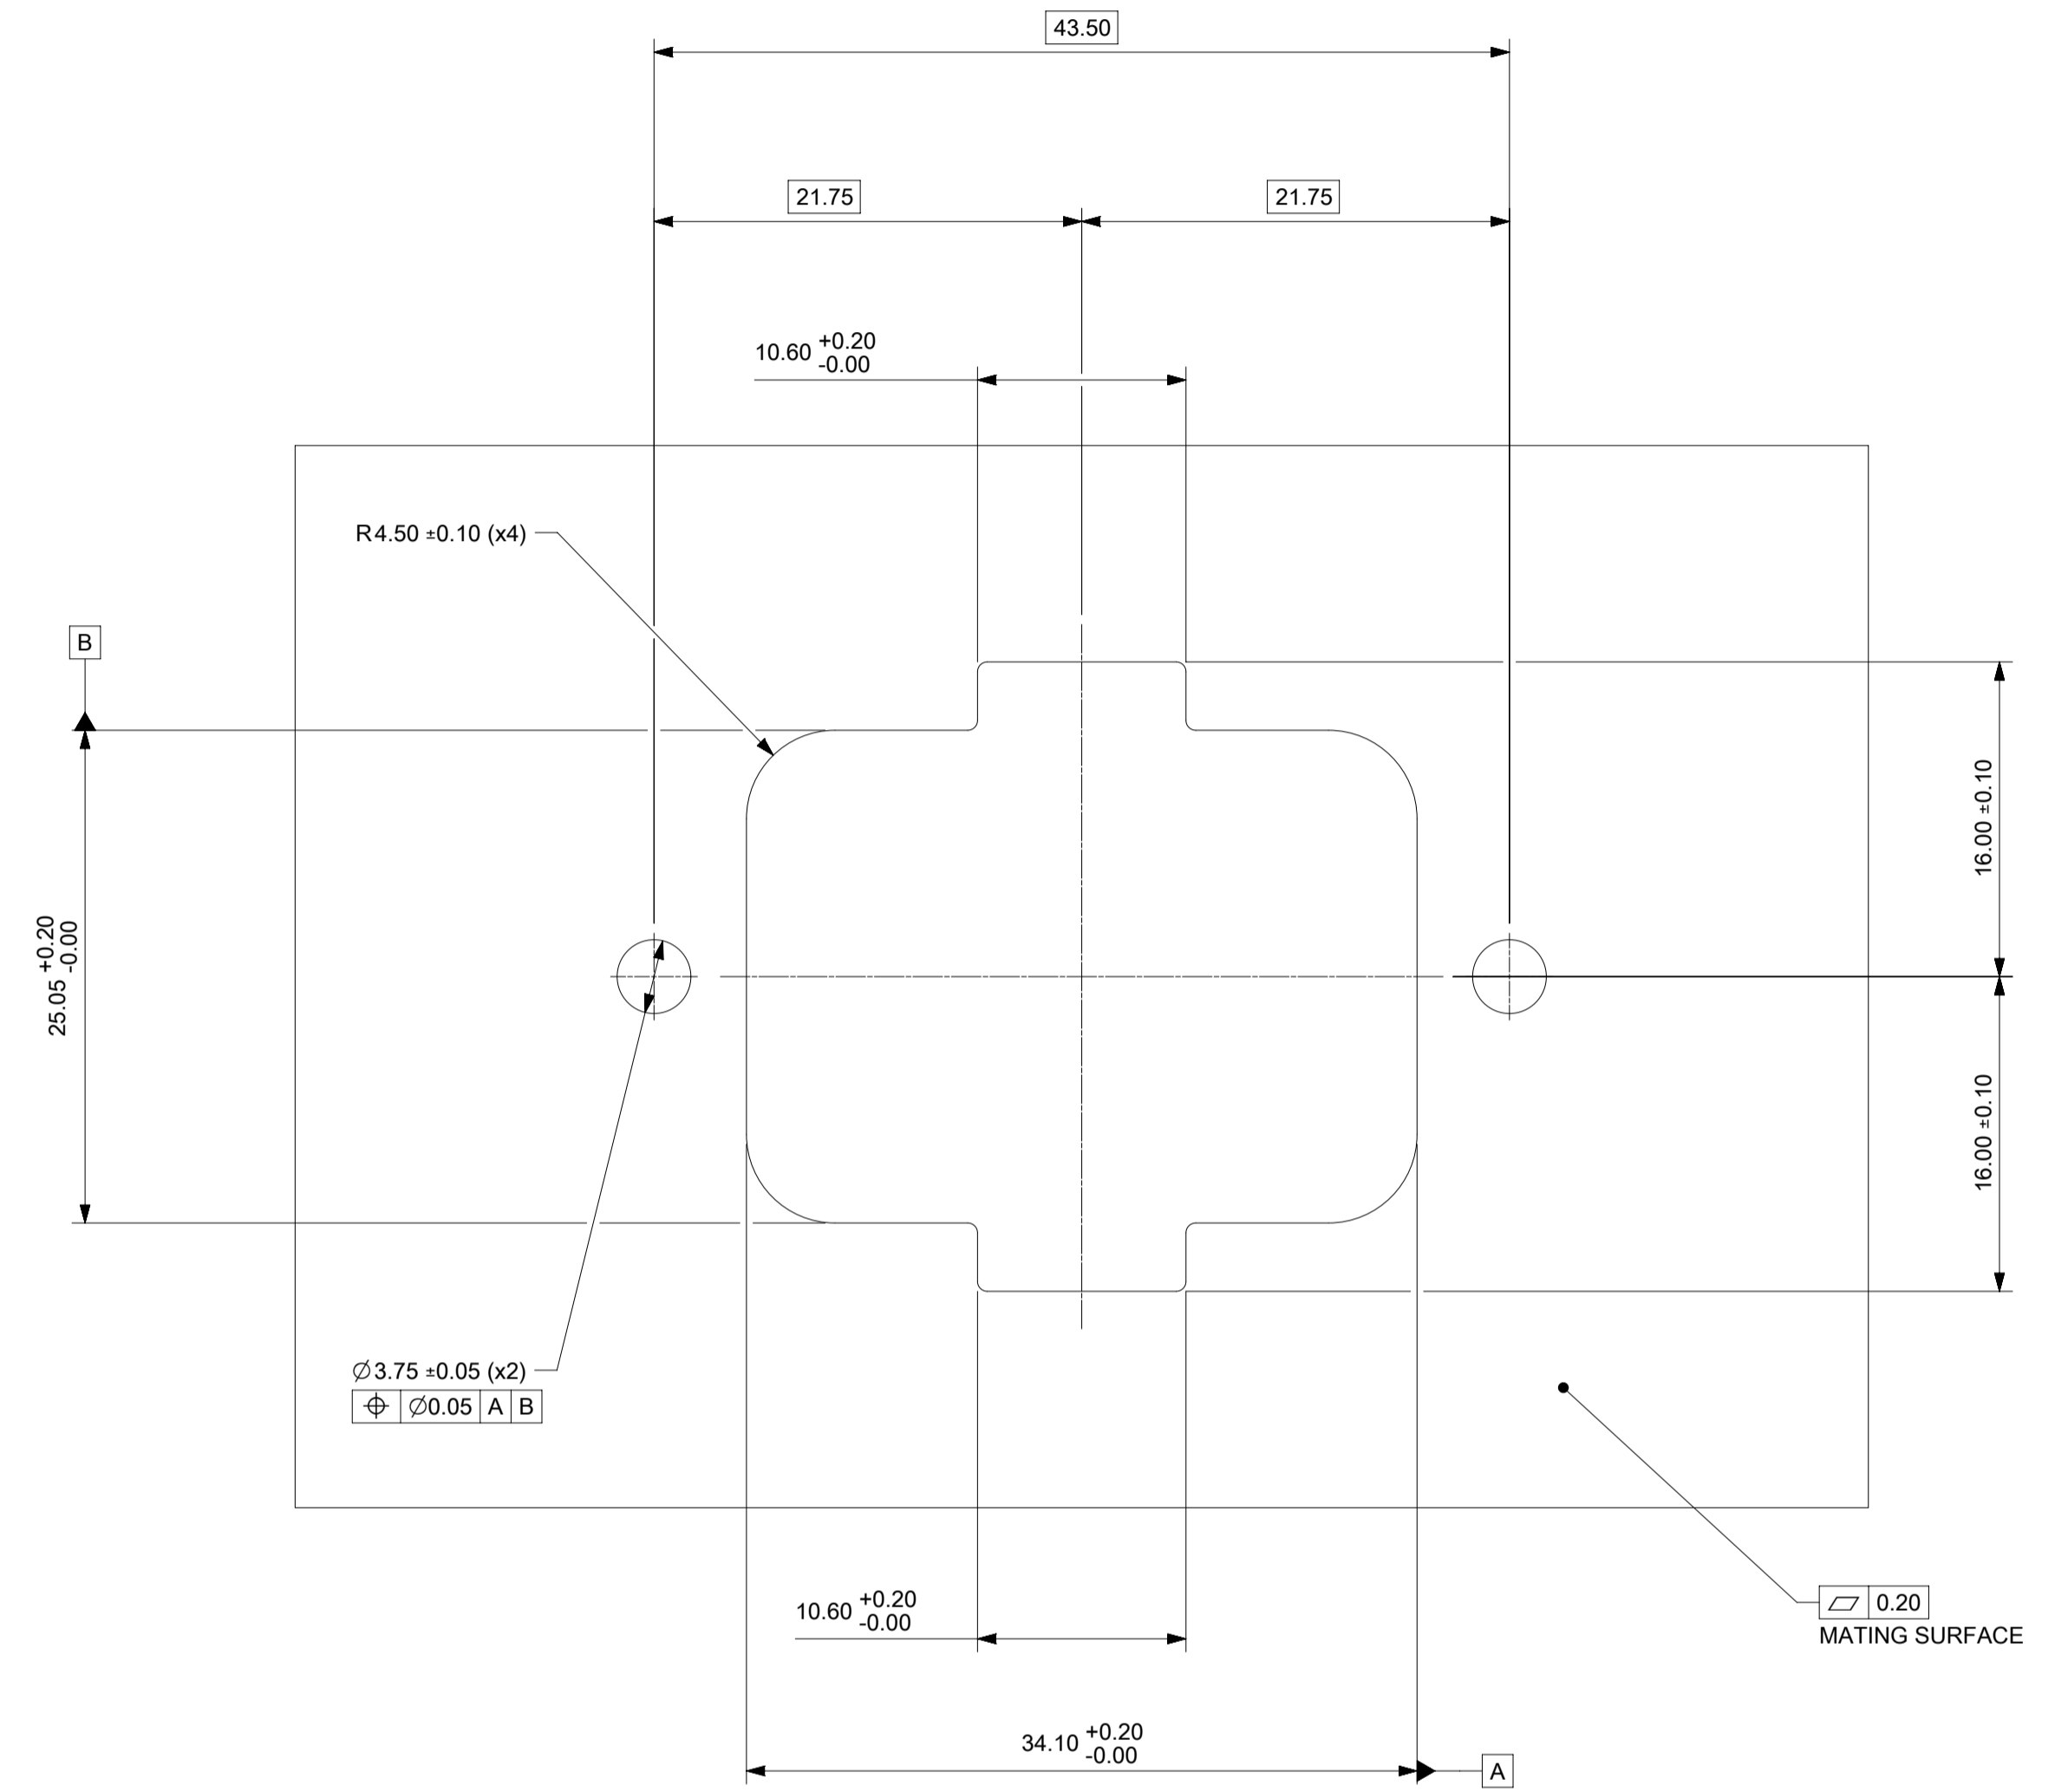 43.50
21.75
21.75
10.60 +0.20
-0.00
R4.50 ±0.10 (x4)
B
16.00 ±0.10
25.05 +0.20
-0.00
16.00 ±0.10
∅3.75 ±0.05 (x2)
⌖ ∅0.05 A B
10.60 +0.20
-0.00
⏥ 0.20
MATING SURFACE
34.10 +0.20
-0.00
A